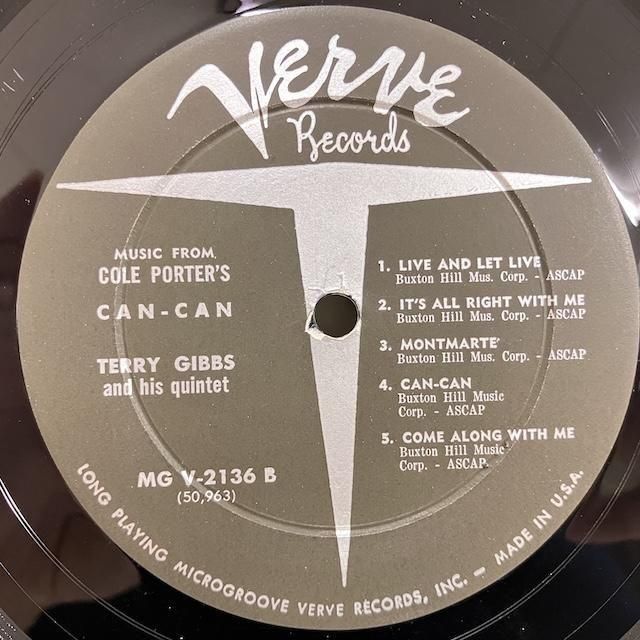 Verve
Records
MUSIC FROM
COLE PORTER'S
CAN-CAN
TERRY GIBBS
and his quintet
MG V-2136 B
(50,963)
1. LIVE AND LET LIVE
Buxton Hill Mus. Corp. - ASCAP
2. IT'S ALL RIGHT WITH ME
Buxton Hill Mus. Corp. - ASCAP
3. MONTMARTE'
Buxton Hill Mus. Corp. - ASCAP
4. CAN-CAN
Buxton Hill Music
Corp. - ASCAP
5. COME ALONG WITH ME
Buxton Hill Music
Corp. - ASCAP.
LONG PLAYING MICROGROOVE VERVE RECORDS, INC. - MADE IN U.S.A.